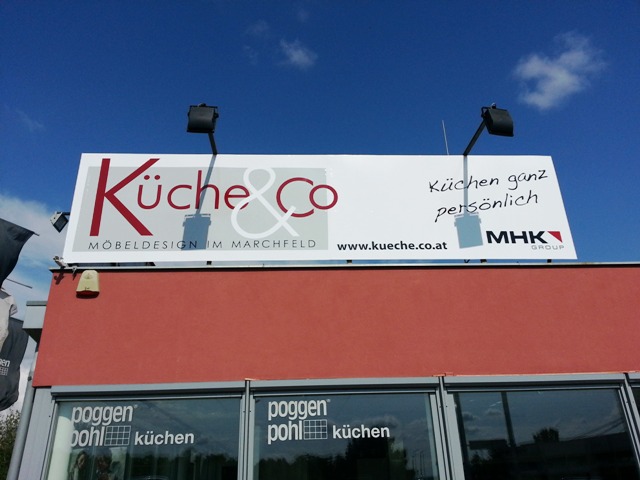 Küche & Co
MÖBELDESIGN IM MARCHFELD
www.kueche.co.at
Küchen ganz
persönlich
MHK
GROUP
poggen
pohl küchen
poggen
pohl küchen